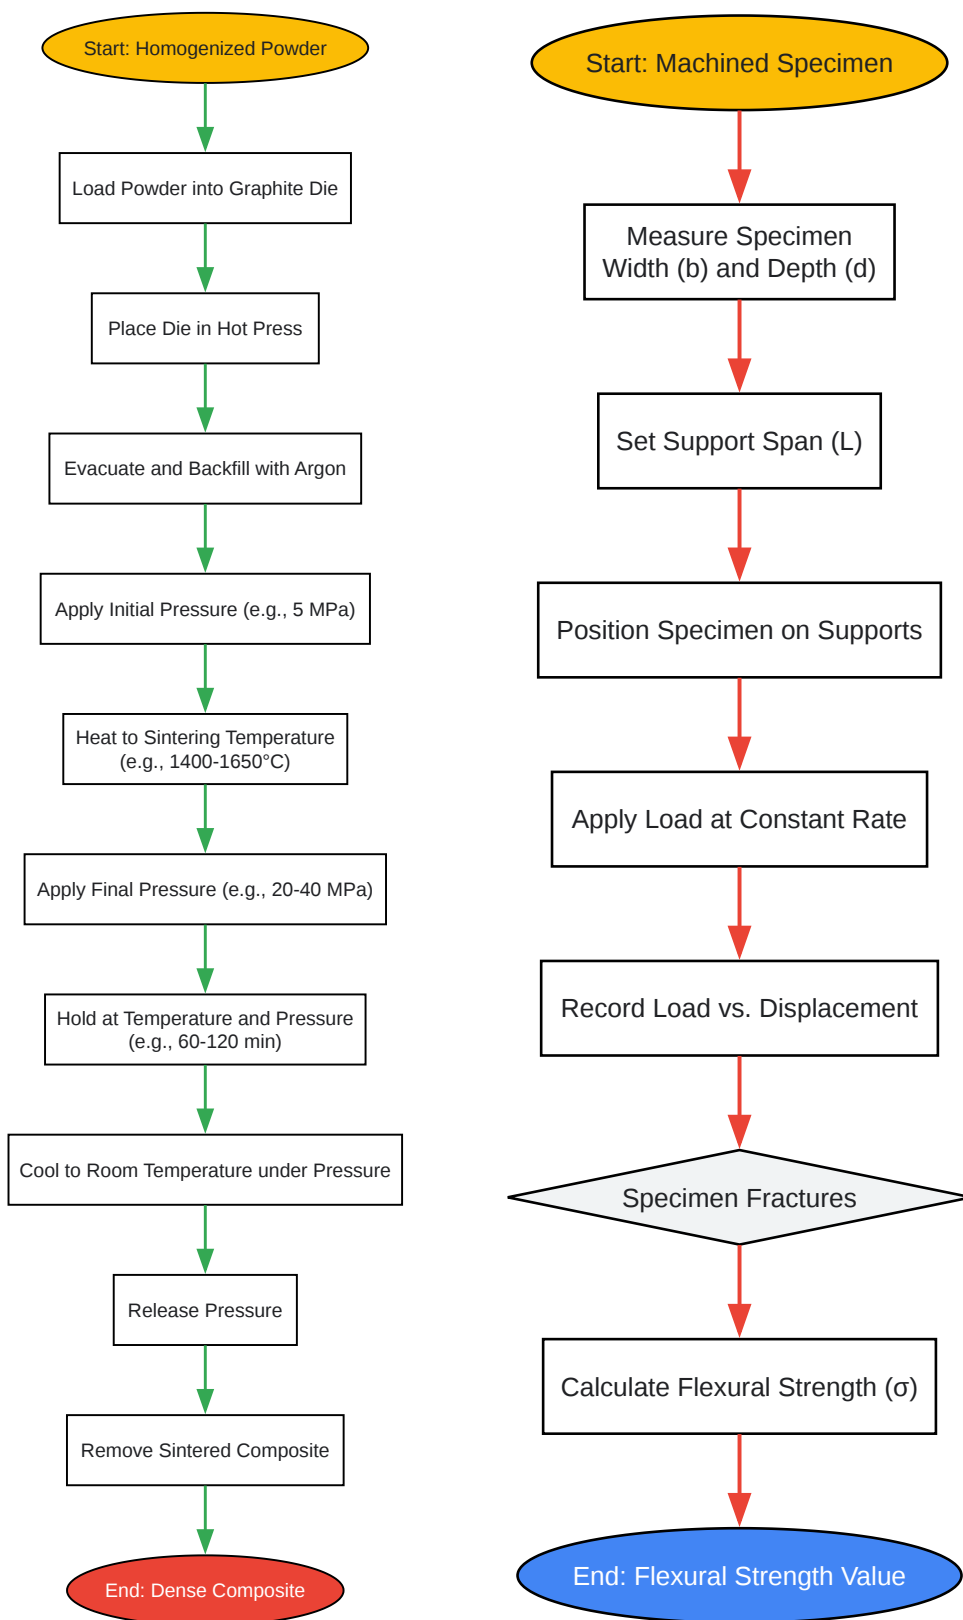 Start: Homogenized Powder
Load Powder into Graphite Die
Place Die in Hot Press
Evacuate and Backfill with Argon
Apply Initial Pressure (e.g., 5 MPa)
Heat to Sintering Temperature
(e.g., 1400-1650°C)
Apply Final Pressure (e.g., 20-40 MPa)
Hold at Temperature and Pressure
(e.g., 60-120 min)
Cool to Room Temperature under Pressure
Release Pressure
Remove Sintered Composite
End: Dense Composite
Start: Machined Specimen
Measure Specimen
Width (b) and Depth (d)
Set Support Span (L)
Position Specimen on Supports
Apply Load at Constant Rate
Record Load vs. Displacement
Specimen Fractures
Calculate Flexural Strength (σ)
End: Flexural Strength Value